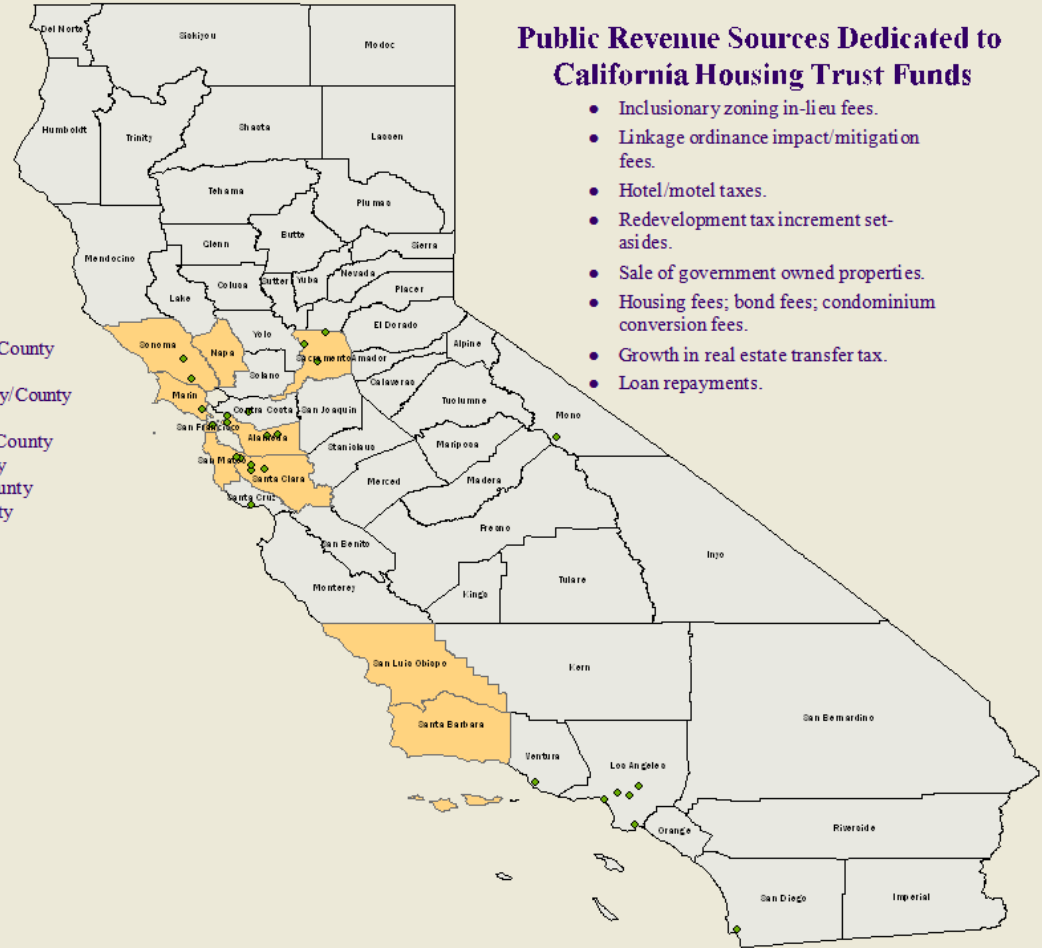 Public Revenue Sources Dedicated to
California Housing Trust Funds
● Inclusionary zoning in-lieu fees.
● Linkage ordinance impact/mitigation
fees.
● Hotel/motel taxes.
● Redevelopment tax increment set-
asides.
● Sale of government owned properties.
● Housing fees; bond fees; condominium
conversion fees.
● Growth in real estate transfer tax.
● Loan repayments.
County
y/County
County
y
unty
ty
Del Norte
Siskiyou
Modoc
Humboldt
Trinity
Shasta
Lassen
Tehama
Plumas
Mendocino
Glenn
Butte
Sierra
Lake
Colusa
Sutter
Yuba
Nevada
Placer
El Dorado
Sonoma
Napa
Yolo
Sacramento
Amador
Alpine
Solano
Calaveras
Marin
Contra Costa
San Joaquin
Tuolumne
Mono
San Francisco
Alameda
Stanislaus
Mariposa
San Mateo
Santa Clara
Merced
Madera
Santa Cruz
Fresno
San Benito
Inyo
Monterey
Kings
Tulare
San Luis Obispo
Kern
Santa Barbara
San Bernardino
Ventura
Los Angeles
Orange
Riverside
San Diego
Imperial